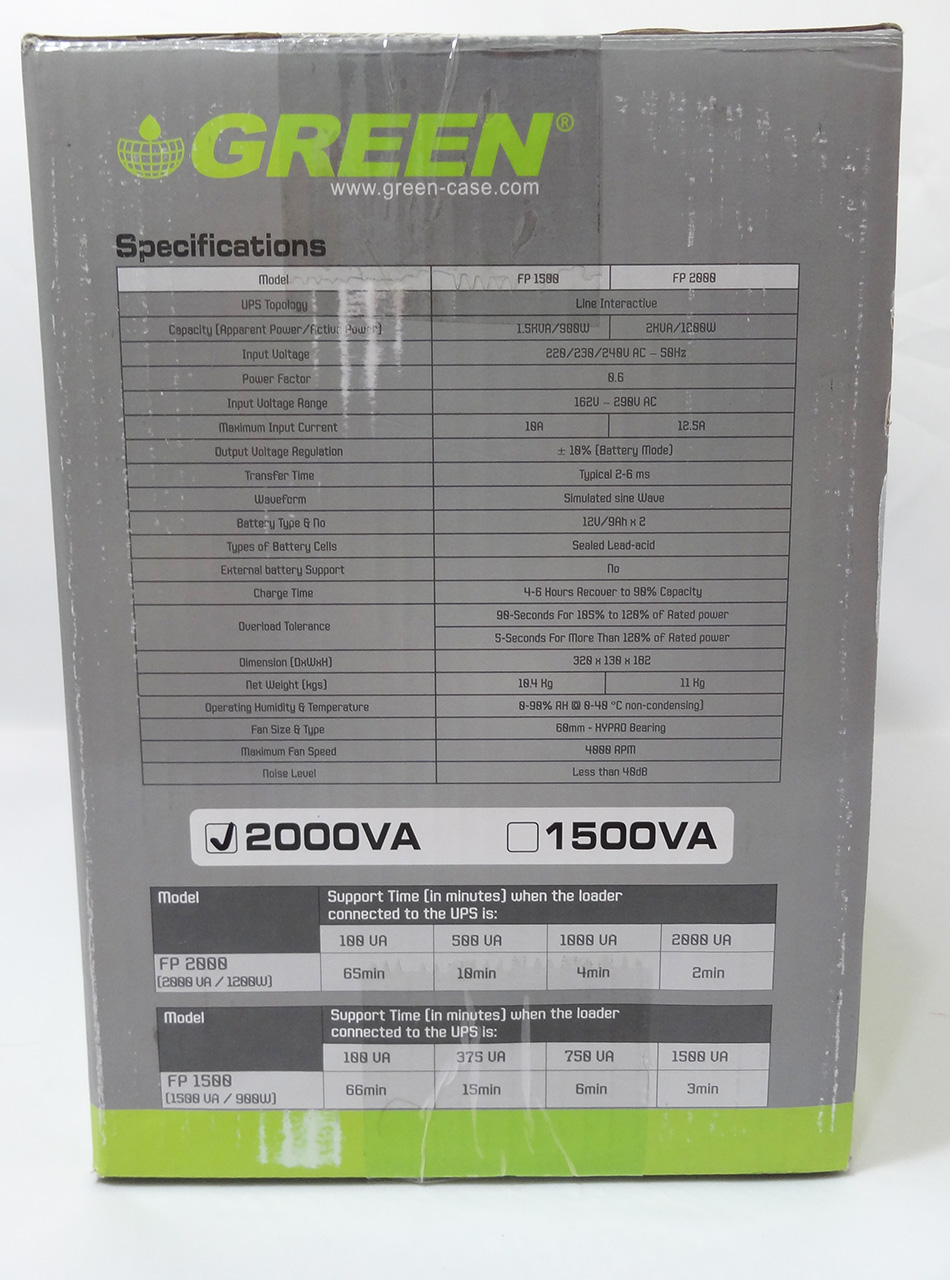 GREEN®
www.green-case.com
Specifications
Model FP 1500 FP 2000
UPS Topology Line Interactive
Capacity (Apparent Power/Active Power) 1.5KVA/900W 2KVA/1200W
Input Voltage 220/230/240V AC – 50Hz
Power Factor 0.6
Input Voltage Range 162V – 290V AC
Maximum Input Current 10A 12.5A
Output Voltage Regulation ± 10% (Battery Mode)
Transfer Time Typical 2-6 ms
Waveform Simulated sine Wave
Battery Type & No 12V/9Ah x 2
Types of Battery Cells Sealed Lead-acid
External battery Support No
Charge Time 4-6 Hours Recover to 90% Capacity
Overload Tolerance 90-Seconds For 105% to 120% of Rated power
5-Seconds For More Than 120% of Rated power
Dimension (DxWxH) 320 x 130 x 182
Net Weight (kgs) 10.4 Kg 11 Kg
Operating Humidity & Temperature 0-90% RH @ 0-40 °C non-condensing)
Fan Size & Type 60mm - HYPRO Bearing
Maximum Fan Speed 4000 RPM
Noise Level Less than 40dB
2000VA 1500VA
Model Support Time (in minutes) when the loader
connected to the UPS is:
100 VA 500 VA 1000 VA 2000 VA
FP 2000 65min 10min 4min 2min
(2000 VA / 1200W)
Model Support Time (in minutes) when the loader
connected to the UPS is:
100 VA 375 VA 750 VA 1500 VA
FP 1500 66min 15min 6min 3min
(1500 VA / 900W)